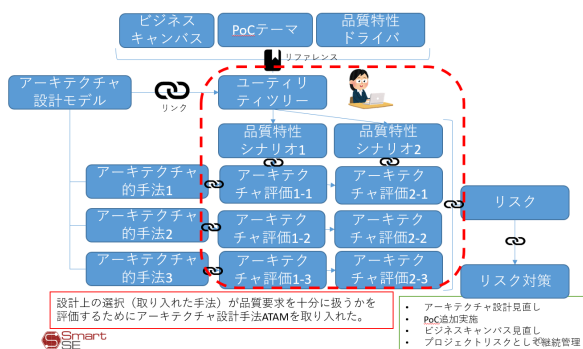 ビジネス
キャンバス
PoCテーマ
品質特性
ドライバ
リファレンス
アーキテクチャ
設計モデル
リンク
ユーティリ
ティツリー
品質特性
シナリオ1
品質特性
シナリオ2
アーキテクチャ
的手法1
アーキテク
チャ評価1-1
アーキテク
チャ評価2-1
リスク
アーキテクチャ
的手法2
アーキテク
チャ評価1-2
アーキテク
チャ評価2-2
アーキテクチャ
的手法3
アーキテク
チャ評価1-3
アーキテク
チャ評価2-3
リスク対策
設計上の選択（取り入れた手法）が品質要求を十分に扱うかを
評価するためにアーキテクチャ設計手法ATAMを取り入れた。
• アーキテクチャ設計見直し
• PoC追加実施
• ビジネスキャンバス見直し
• プロジェクトリスクとして継続管理
Smart
SE